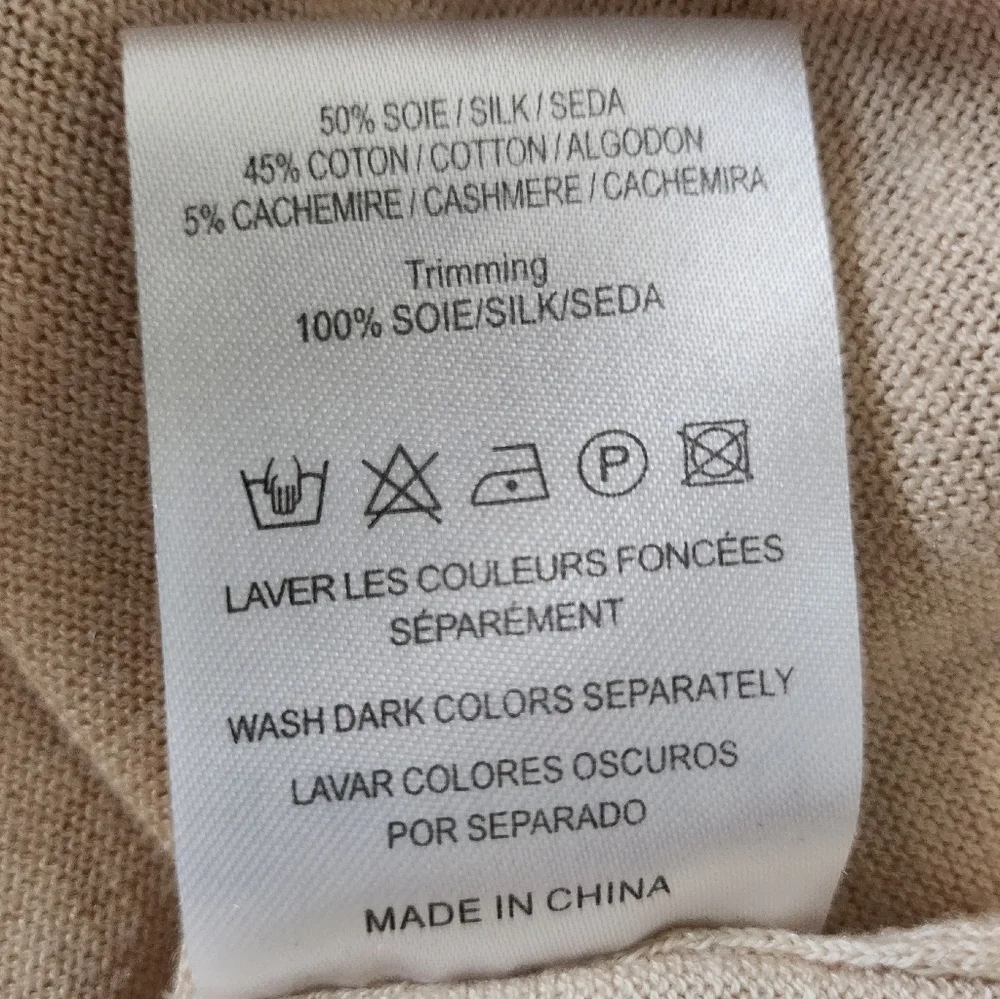 50% SOIE / SILK / SEDA
45% COTON / COTTON / ALGODON
5% CACHEMIRE / CASHMERE / CACHEMIRA
Trimming
100% SOIE/SILK/SEDA
P
LAVER LES COULEURS FONCÉES
SÉPARÉMENT
WASH DARK COLORS SEPARATELY
LAVAR COLORES OSCUROS
POR SEPARADO
MADE IN CHINA